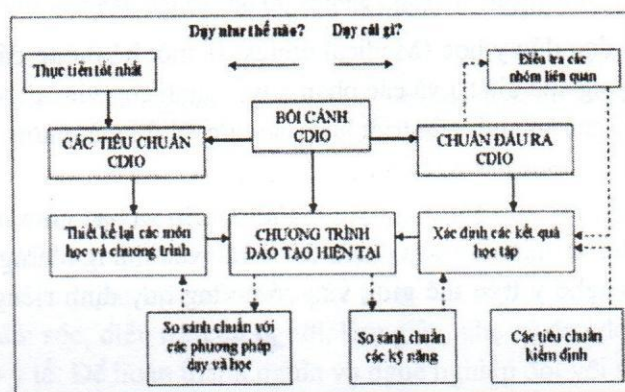 Dạy như thế nào? Dạy cái gì?
Thực tiễn tốt nhất
Điều tra các
nhóm liên quan
BỐI CẢNH
CDIO
CÁC TIÊU CHUẨN
CDIO
CHUẨN ĐẦU RA
CDIO
Thiết kế lại các môn
học và chương trình
CHƯƠNG TRÌNH
ĐÀO TẠO HIỆN TẠI
Xác định các kết quả
học tập
So sánh chuẩn với
các phương pháp
dạy và học
So sánh chuẩn
các kỹ năng
Các tiêu chuẩn
kiểm định